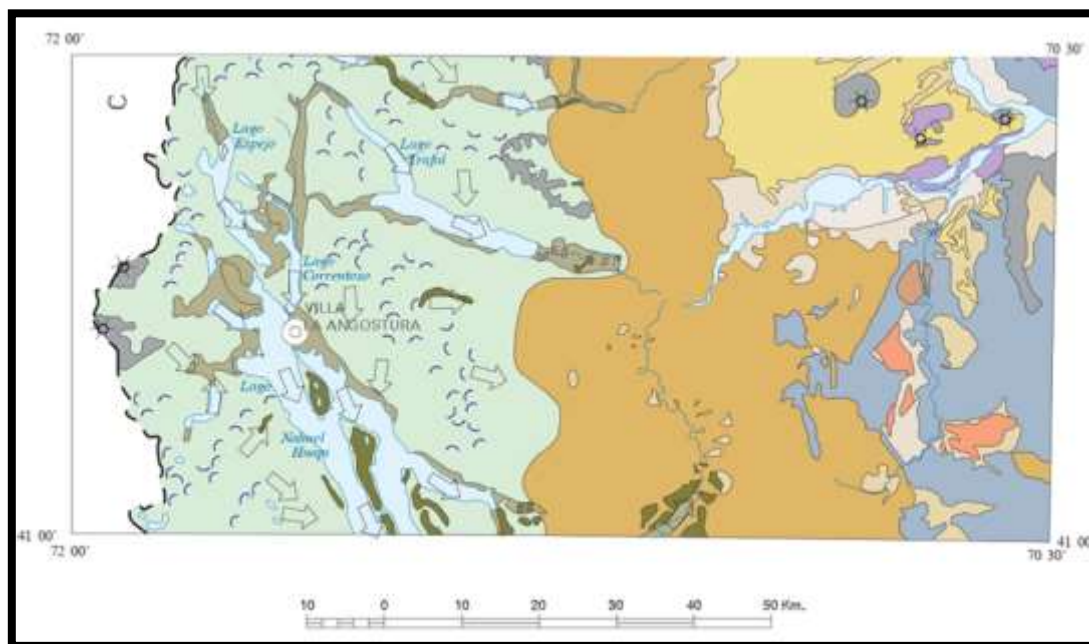 72 00'
70 30'
C
Lago
Espejo
Lago
Traful
Lago
Correntoso
VILLA
LA ANGOSTURA
Lago
Nahuel
Huapi
41 00'
41 00'
72 00'
70 30'
10 0 10 20 30 40 50 Km.